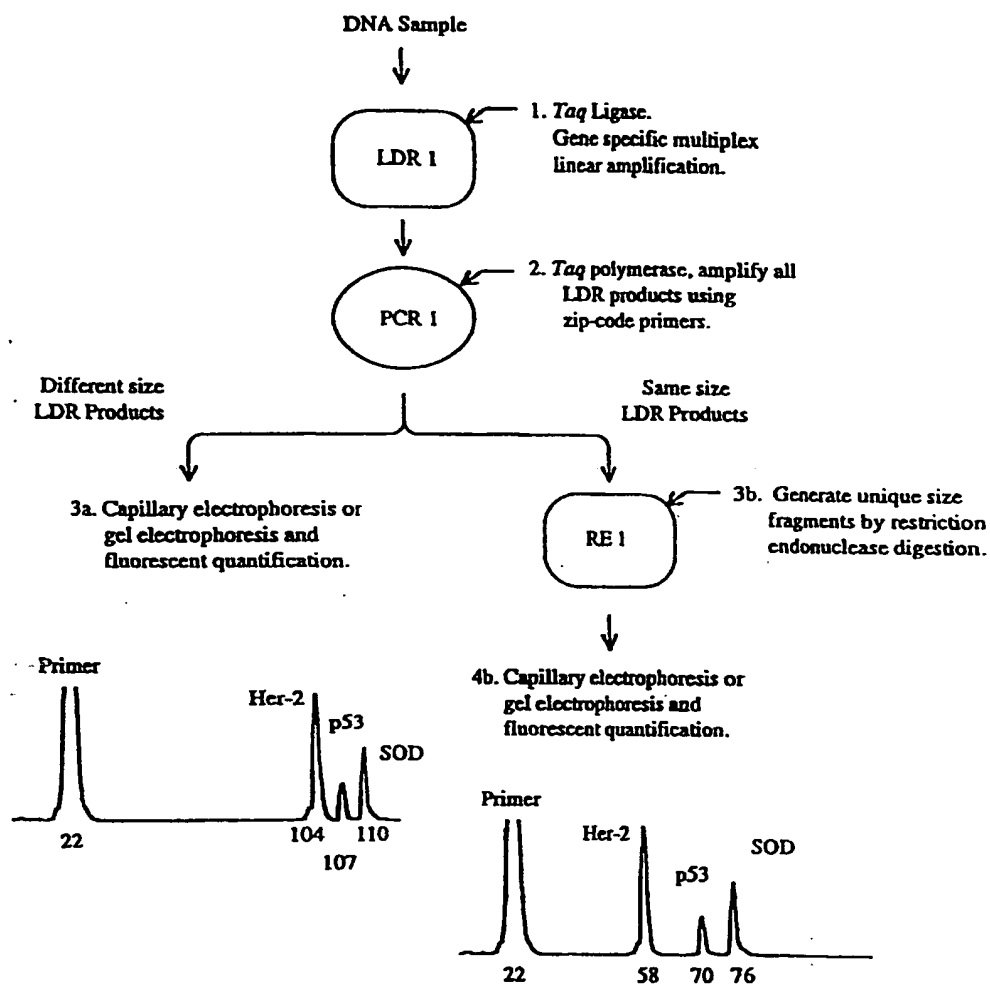 DNA Sample
LDR 1
1. Taq Ligase.
Gene specific multiplex
linear amplification.
PCR 1
2. Taq polymerase, amplify all
LDR products using
zip-code primers.
Different size
LDR Products
Same size
LDR Products
3a. Capillary electrophoresis or
gel electrophoresis and
fluorescent quantification.
RE 1
3b. Generate unique size
fragments by restriction
endonuclease digestion.
4b. Capillary electrophoresis or
gel electrophoresis and
fluorescent quantification.
Primer
Her-2
p53
SOD
22
104
107
110
Primer
Her-2
p53
SOD
22
58
70
76